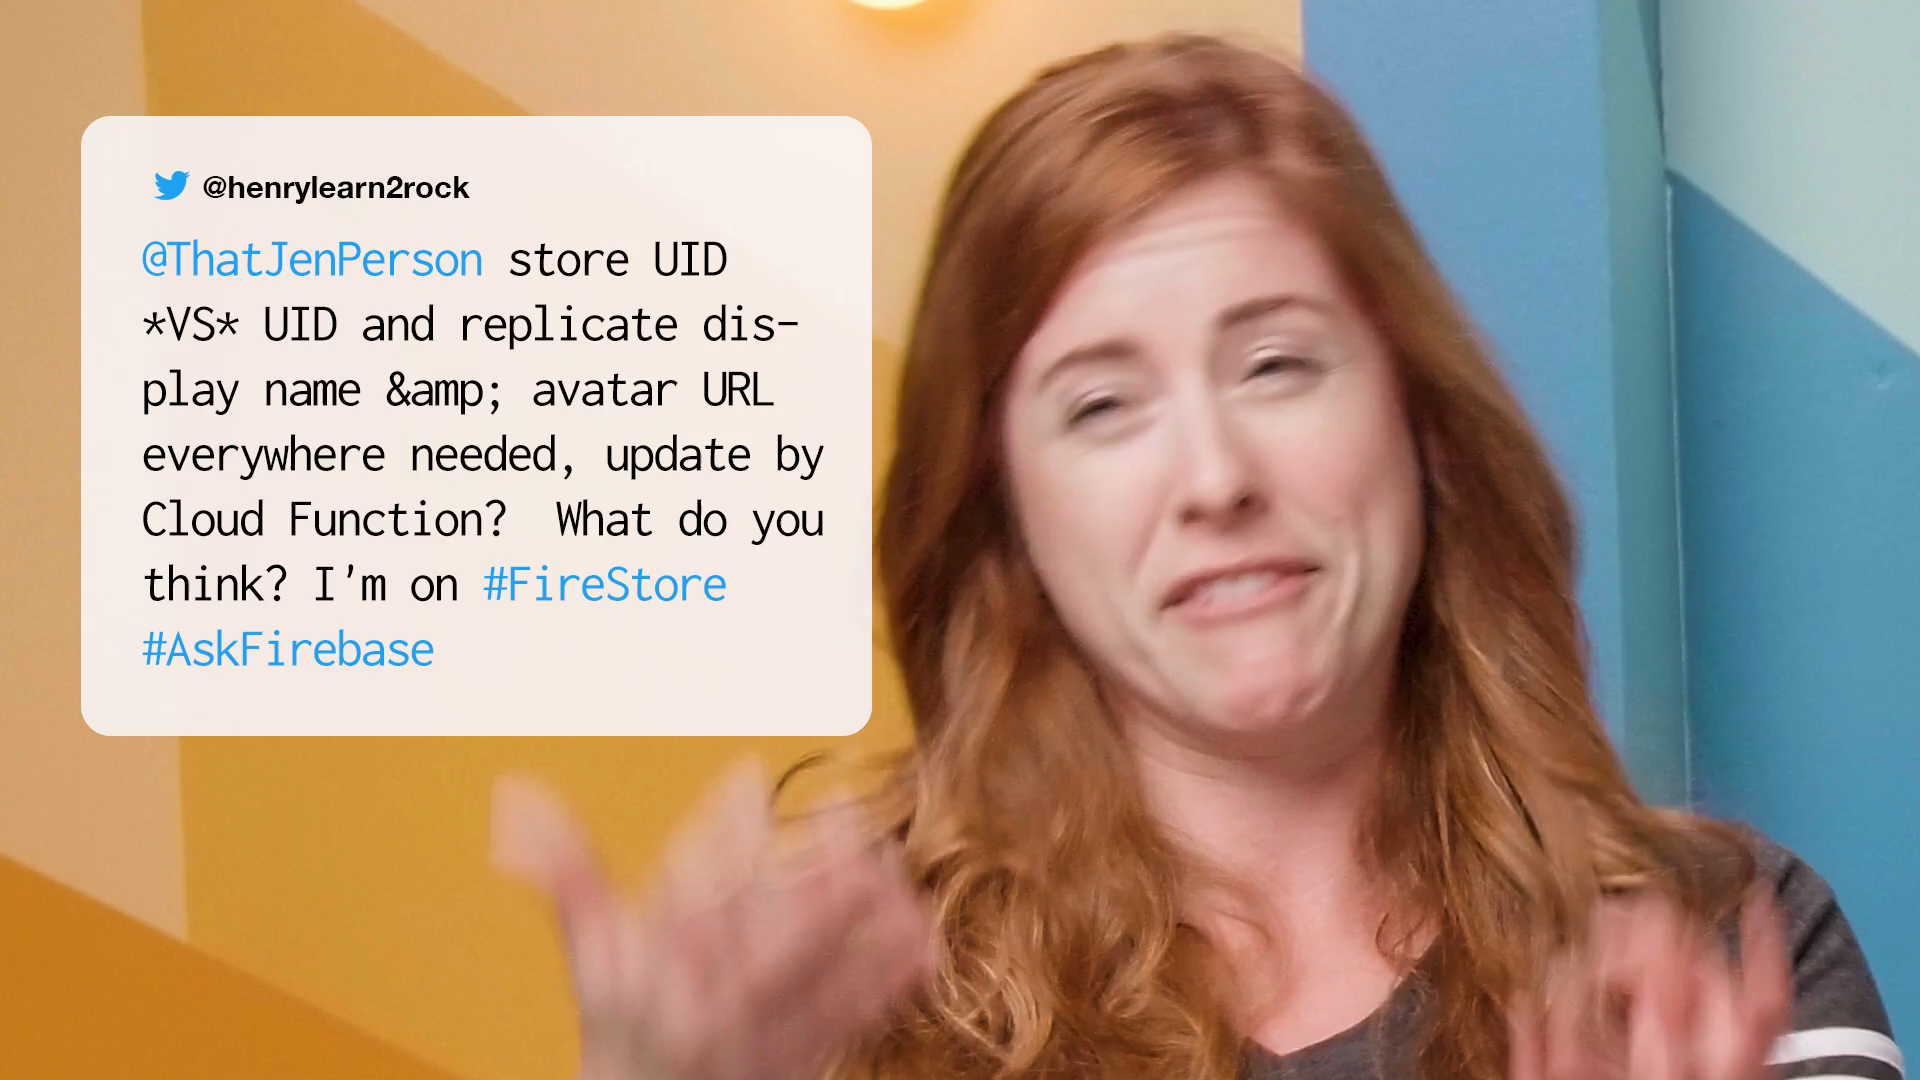 @henrylearn2rock
@ThatJenPerson store UID
*VS* UID and replicate dis-
play name &amp; avatar URL
everywhere needed, update by
Cloud Function?  What do you
think? I'm on #FireStore
#AskFirebase